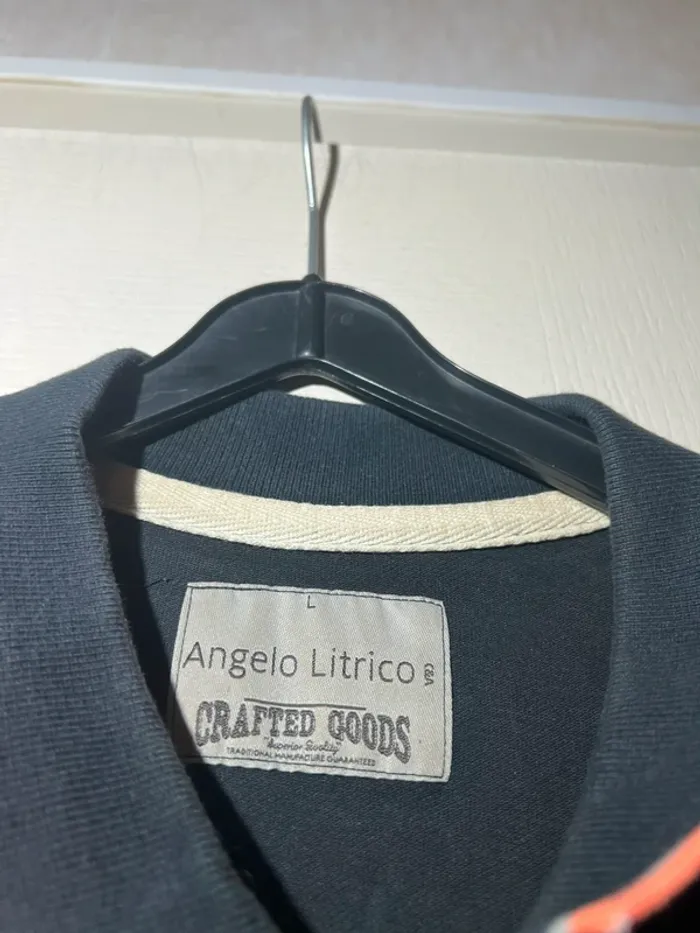 L
Angelo Litrico C&A
CRAFTED GOODS
"Superior Quality"
TRADITIONAL MANUFACTURE GUARANTEED